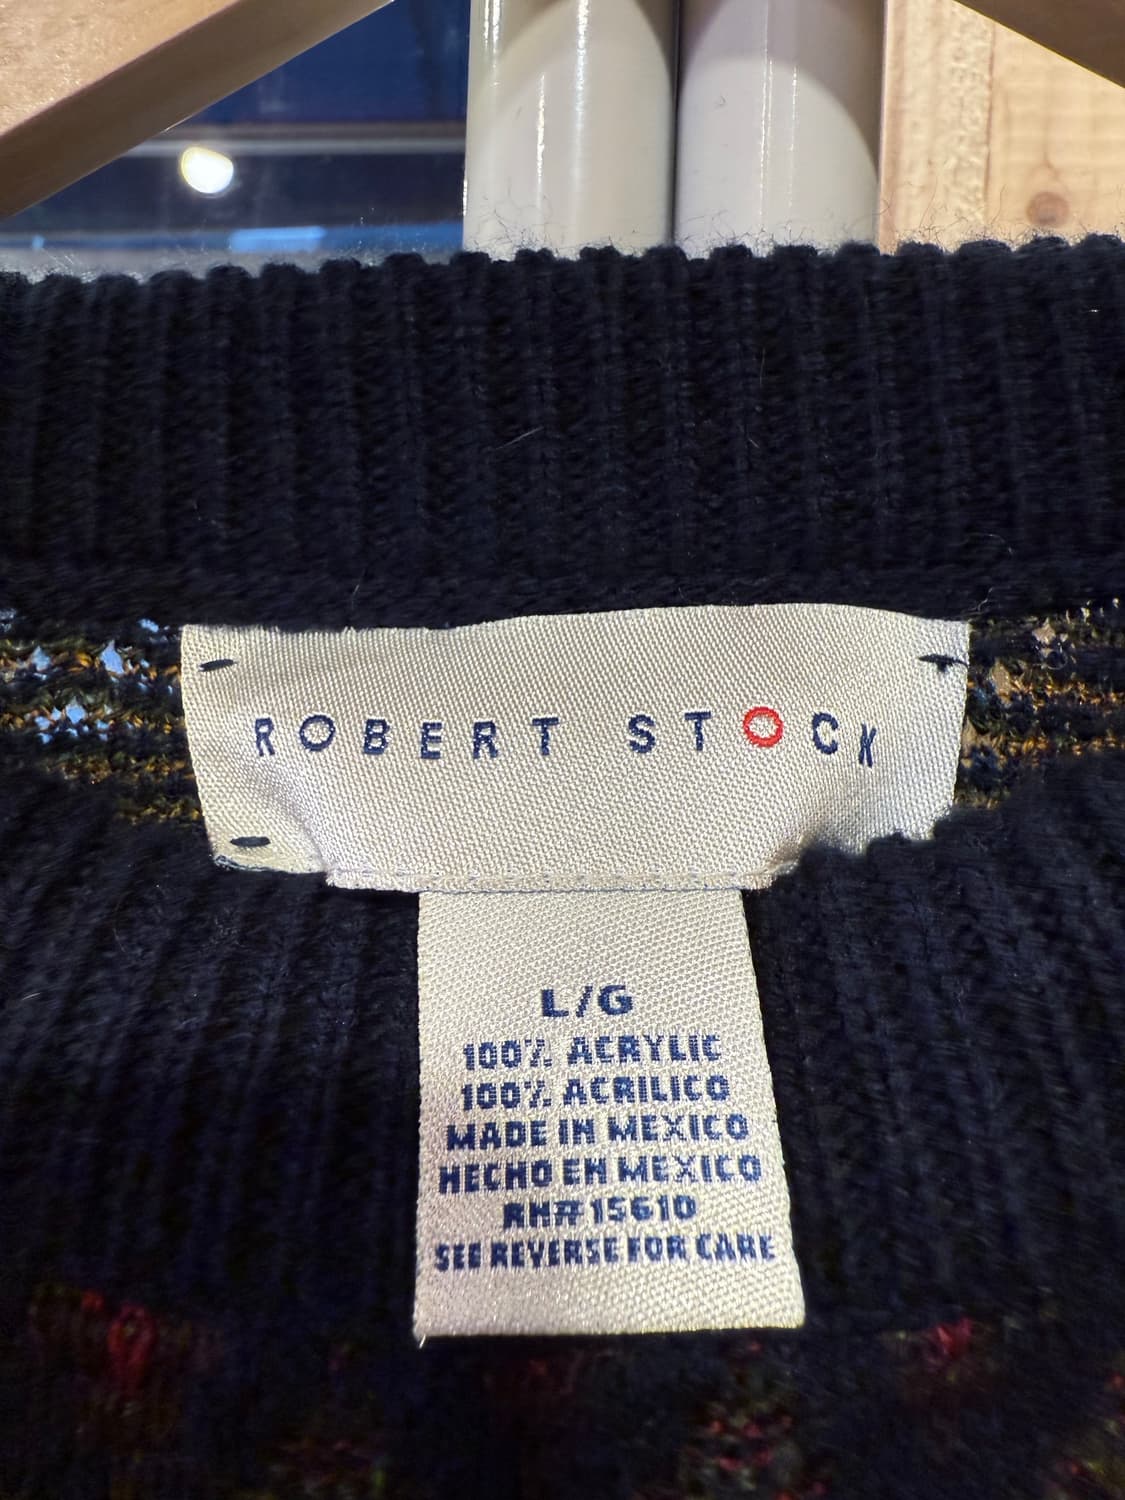 ROBERT STOCK
L/G
100% ACRYLIC
100% ACRILICO
MADE IN MEXICO
HECHO EN MEXICO
RN# 15610
SEE REVERSE FOR CARE